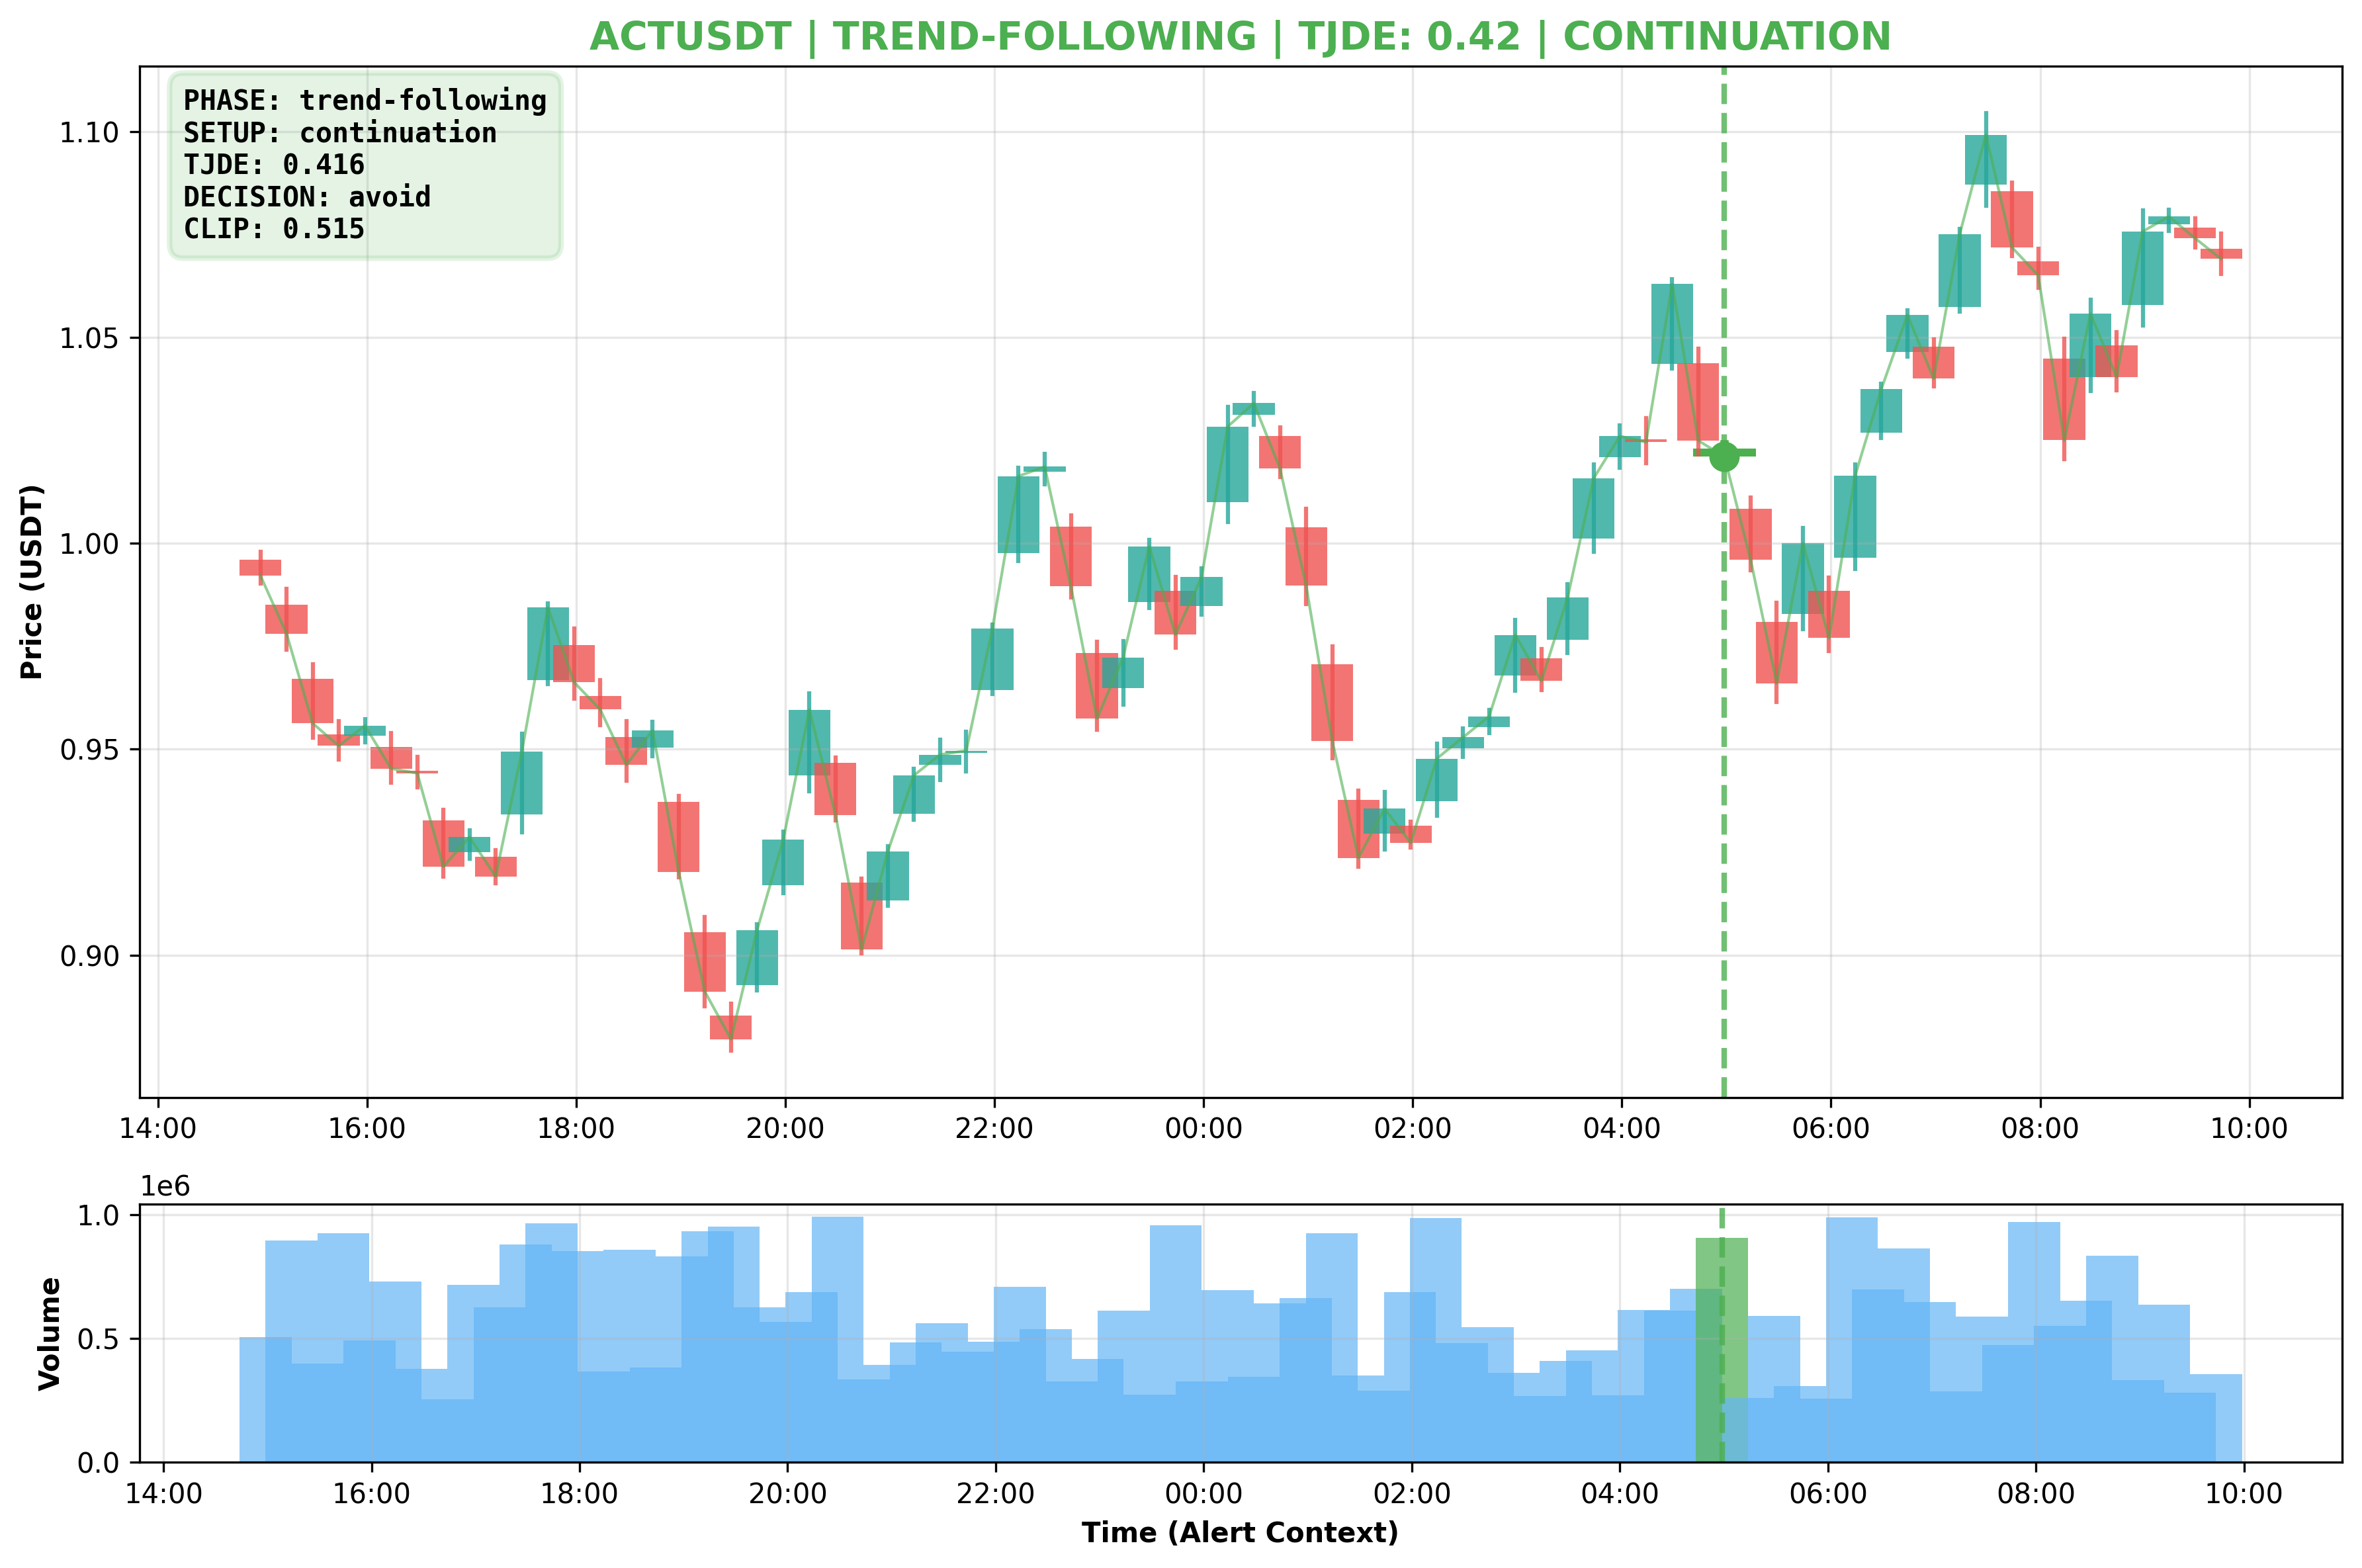 ACTUSDT | TREND-FOLLOWING | TJDE: 0.42 | CONTINUATION
PHASE: trend-following
SETUP: continuation
TJDE: 0.416
DECISION: avoid
CLIP: 0.515
Price (USDT)
1.10
1.05
1.00
0.95
0.90
14:00 16:00 18:00 20:00 22:00 00:00 02:00 04:00 06:00 08:00 10:00
1e6
Volume
1.0
0.5
0.0
14:00 16:00 18:00 20:00 22:00 00:00 02:00 04:00 06:00 08:00 10:00
Time (Alert Context)